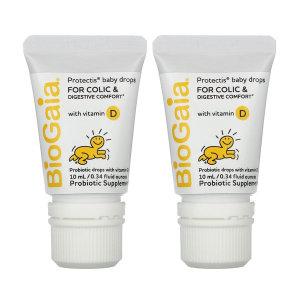 BioGaia
Protectis® baby drops
FOR COLIC &
DIGESTIVE COMFORT*
with vitamin D
Probiotic drops with vitamin D
10 mL / 0.34 fluid ounce
Probiotic Supplement
BioGaia
Protectis® baby drops
FOR COLIC &
DIGESTIVE COMFORT*
with vitamin D
Probiotic drops with vitamin D
10 mL / 0.34 fluid ounce
Probiotic Supplement